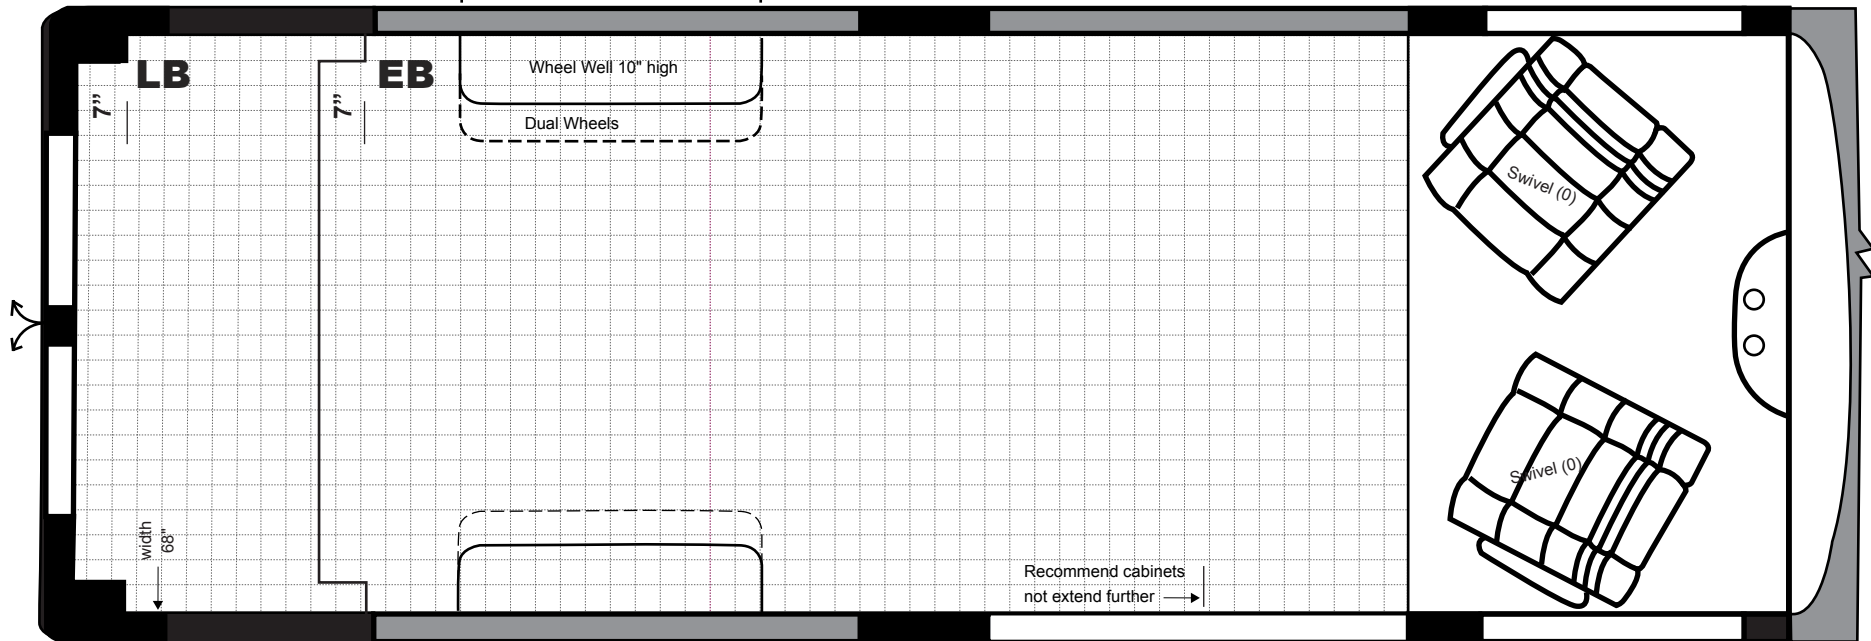 LB
EB
7”
7”
Wheel Well 10" high
Dual Wheels
Swivel (0)
Swivel (0)
width
68"
Recommend cabinets
not extend further